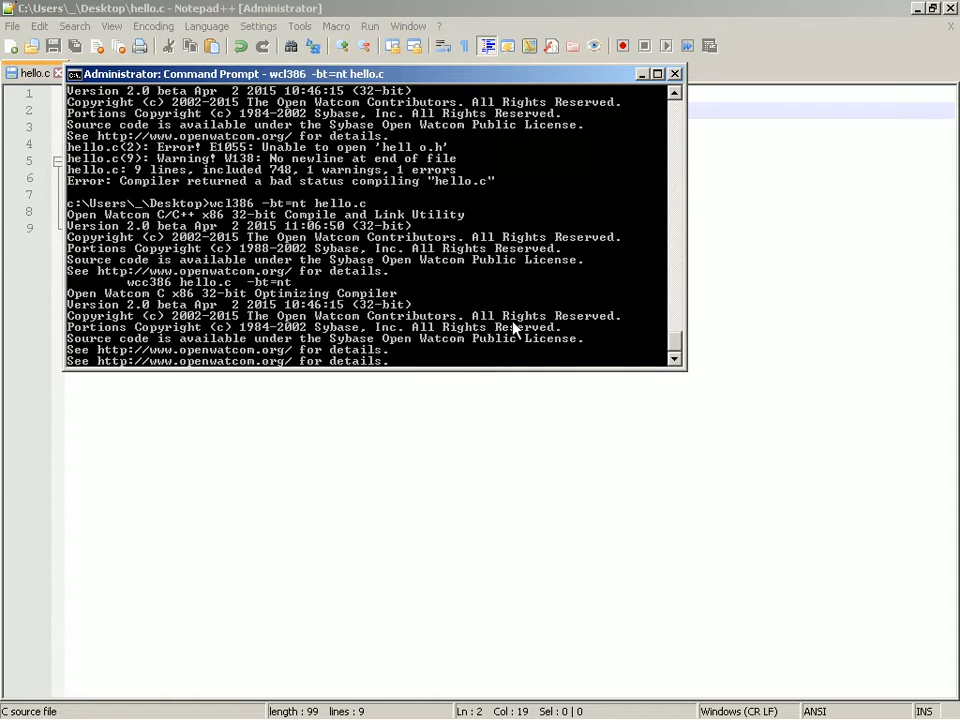 C:\Users\_\Desktop\hello.c - Notepad++ [Administrator]
File Edit Search View Encoding Language Settings Tools Macro Run Window ? X
hello.c
Administrator: Command Prompt - wcl386 -bt=nt hello.c
1
2
3
4
5
6
7
8
9
Version 2.0 beta Apr 2 2015 10:46:15 (32-bit)
Copyright (c) 2002-2015 The Open Watcom Contributors. All Rights Reserved.
Portions Copyright (c) 1984-2002 Sybase, Inc. All Rights Reserved.
Source code is available under the Sybase Open Watcom Public License.
See http://www.openwatcom.org/ for details.
hello.c(2): Error! E1055: Unable to open 'hell o.h'
hello.c(9): Warning! W138: No newline at end of file
hello.c: 9 lines, included 748, 1 warnings, 1 errors
Error: Compiler returned a bad status compiling "hello.c"
c:\Users\_\Desktop>wcl386 -bt=nt hello.c
Open Watcom C/C++ x86 32-bit Compile and Link Utility
Version 2.0 beta Apr 2 2015 11:06:50 (32-bit)
Copyright (c) 2002-2015 The Open Watcom Contributors. All Rights Reserved.
Portions Copyright (c) 1988-2002 Sybase, Inc. All Rights Reserved.
Source code is available under the Sybase Open Watcom Public License.
See http://www.openwatcom.org/ for details.
wcc386 hello.c -bt=nt
Open Watcom C x86 32-bit Optimizing Compiler
Version 2.0 beta Apr 2 2015 10:46:15 (32-bit)
Copyright (c) 2002-2015 The Open Watcom Contributors. All Rights Reserved.
Portions Copyright (c) 1984-2002 Sybase, Inc. All Rights Reserved.
Source code is available under the Sybase Open Watcom Public License.
See http://www.openwatcom.org/ for details.
See http://www.openwatcom.org/ for details.
C source file length : 99 lines : 9 Ln : 2 Col : 19 Sel : 0 | 0 Windows (CR LF) ANSI INS